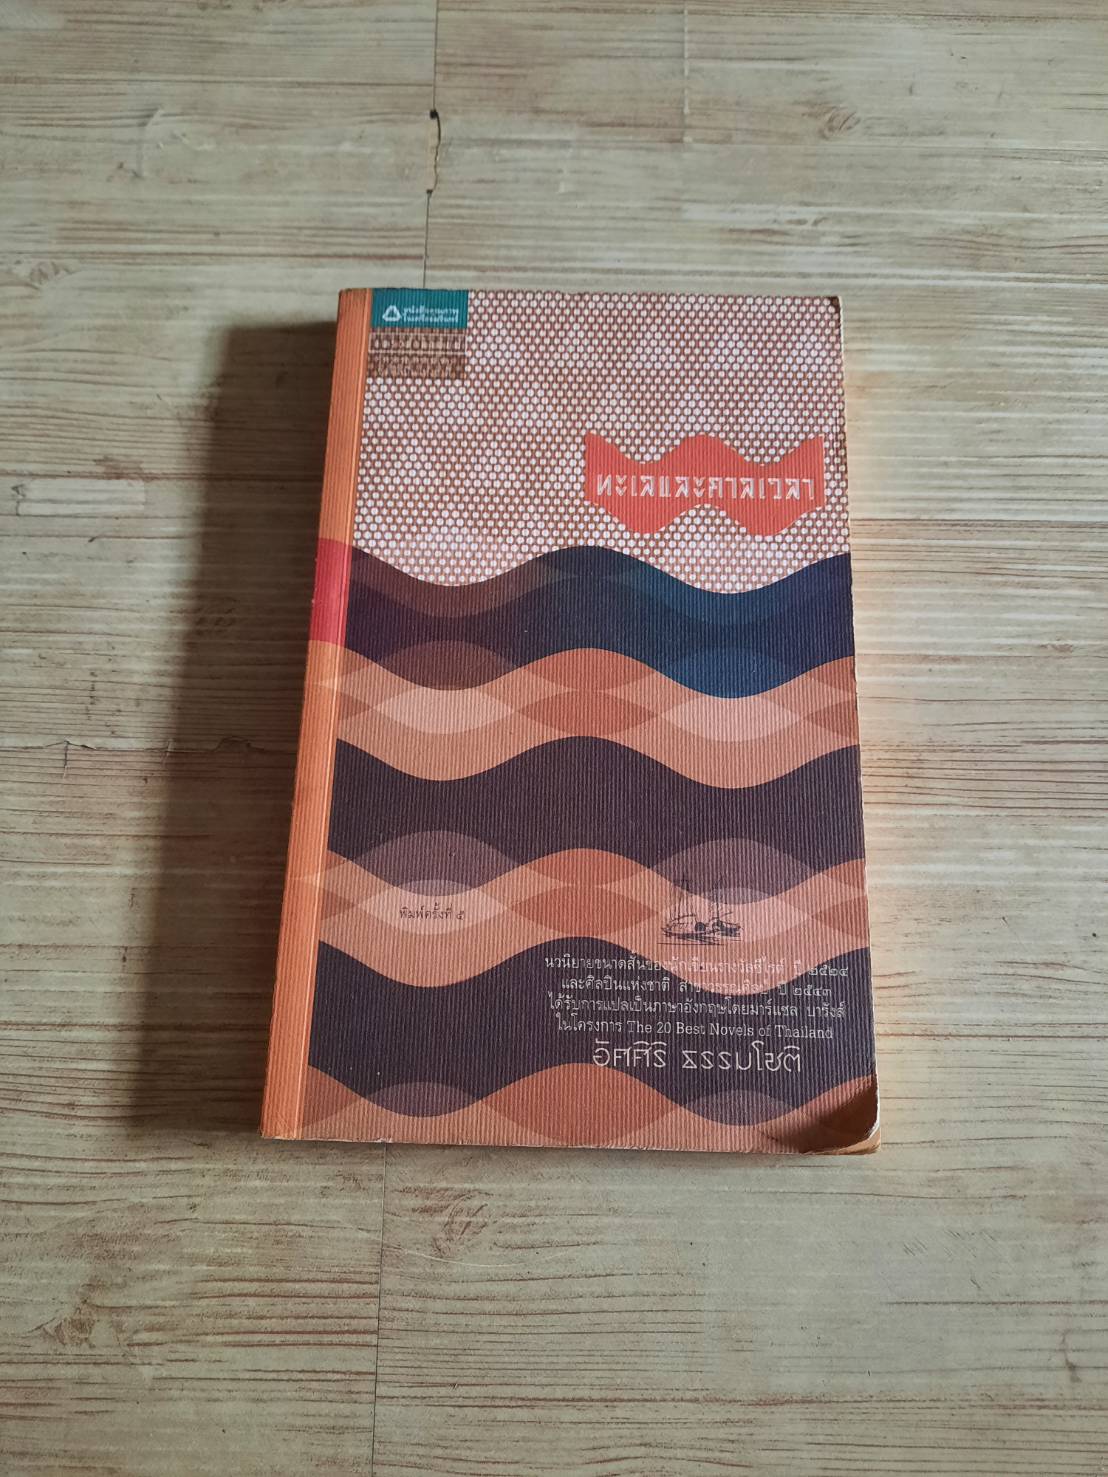 ทะเลและกาลเวลา
พิมพ์ครั้งที่ ๕
นวนิยายขนาดสั้นของนักเขียนรางวัลซีไรต์ ปี ๒๕๒๔
และศิลปินแห่งชาติ สาขาวรรณศิลป์ ปี ๒๕๔๓
ได้รับการแปลเป็นภาษาอังกฤษโดยมาร์แซล บารังส์
ในโครงการ The 20 Best Novels of Thailand
อัศศิริ ธรรมโชติ